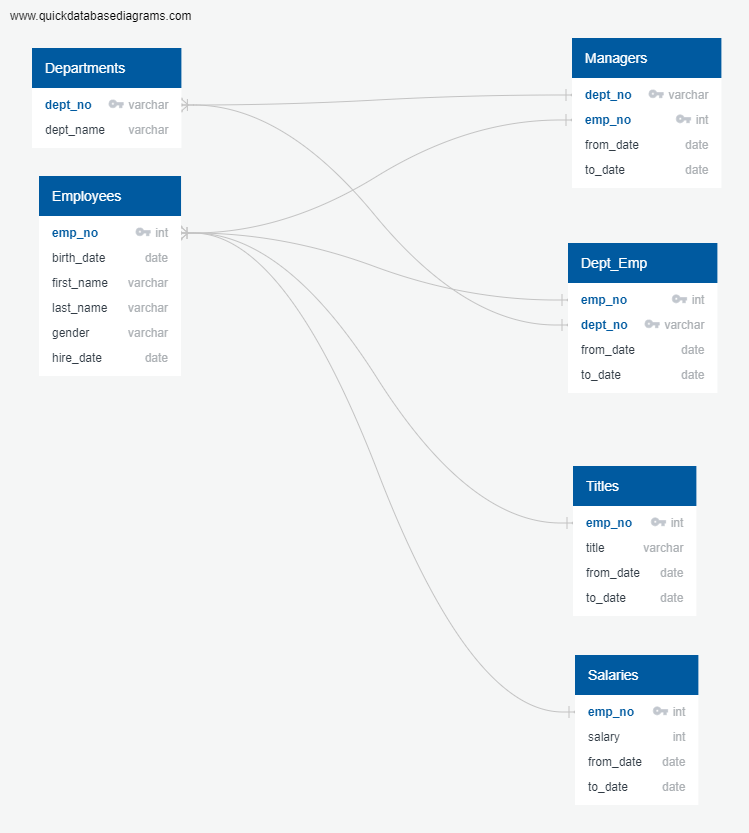 www.quickdatabasediagrams.com
Departments
dept_no varchar
dept_name varchar
Employees
emp_no int
birth_date date
first_name varchar
last_name varchar
gender varchar
hire_date date
Managers
dept_no varchar
emp_no int
from_date date
to_date date
Dept_Emp
emp_no int
dept_no varchar
from_date date
to_date date
Titles
emp_no int
title varchar
from_date date
to_date date
Salaries
emp_no int
salary int
from_date date
to_date date